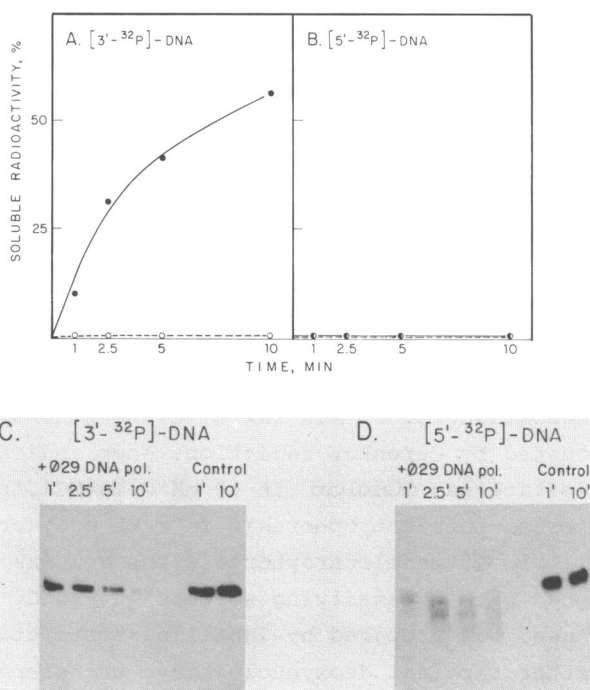 A. [3'-³²P]-DNA
B. [5'-³²P]-DNA
SOLUBLE RADIOACTIVITY, %
50
25
1 2.5 5 10
1 2.5 5 10
TIME, MIN
C. [3'-³²P]-DNA
+Ø29 DNA pol. Control
1' 2.5' 5' 10' 1' 10'
D. [5'-³²P]-DNA
+Ø29 DNA pol. Control
1' 2.5' 5' 10' 1' 10'